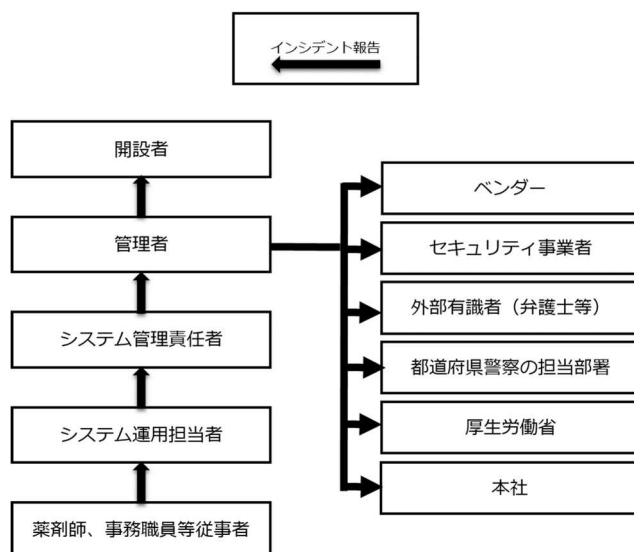 インシデント報告
開設者
管理者
システム管理責任者
システム運用担当者
薬剤師、事務職員等従事者
ベンダー
セキュリティ事業者
外部有識者（弁護士等）
都道府県警察の担当部署
厚生労働省
本社